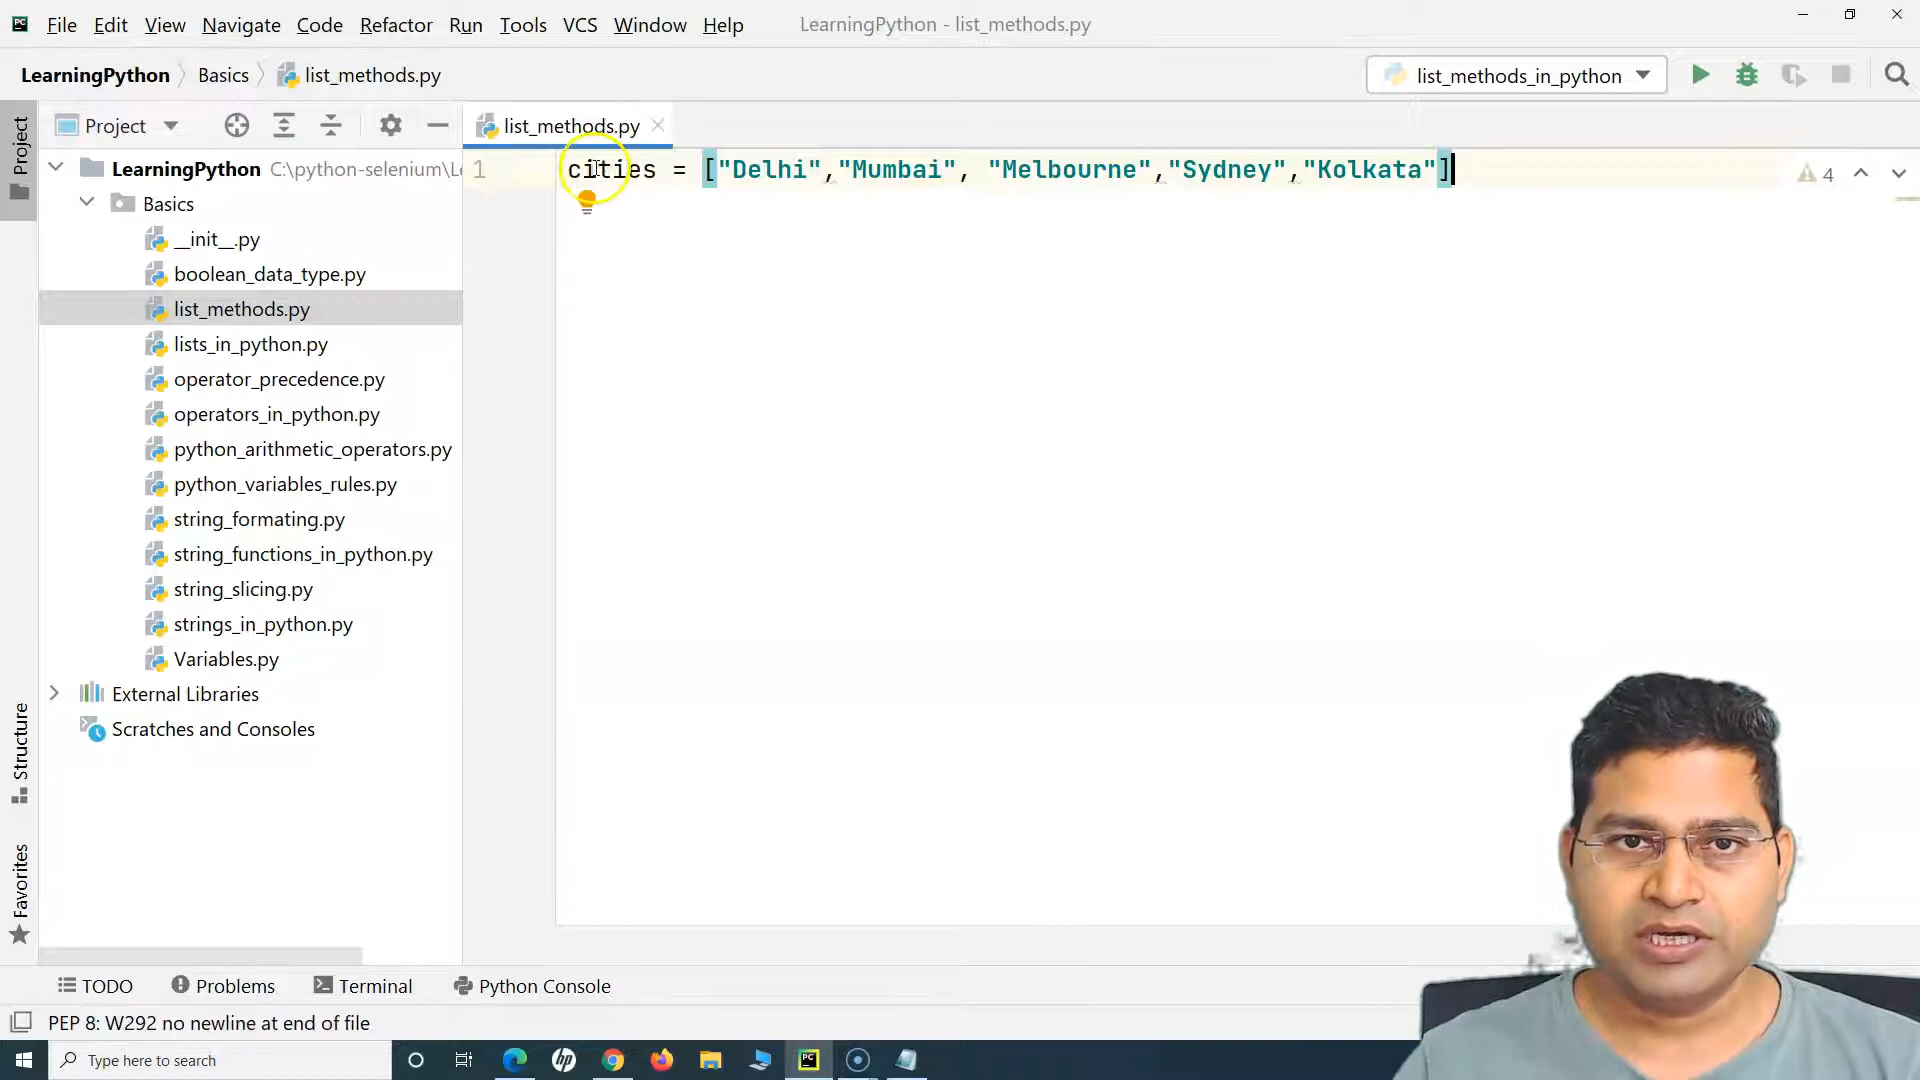 File Edit View Navigate Code Refactor Run Tools VCS Window Help LearningPython - list_methods.py
LearningPython Basics list_methods.py list_methods_in_python
Project list_methods.py
Project
LearningPython C:\python-selenium\Le
1 cities = ["Delhi","Mumbai", "Melbourne","Sydney","Kolkata"] 4
Basics
__init__.py
boolean_data_type.py
list_methods.py
lists_in_python.py
operator_precedence.py
operators_in_python.py
python_arithmetic_operators.py
python_variables_rules.py
string_formating.py
string_functions_in_python.py
string_slicing.py
strings_in_python.py
Variables.py
External Libraries
Scratches and Consoles
Structure
Favorites
TODO Problems Terminal Python Console
PEP 8: W292 no newline at end of file
Type here to search hp PC